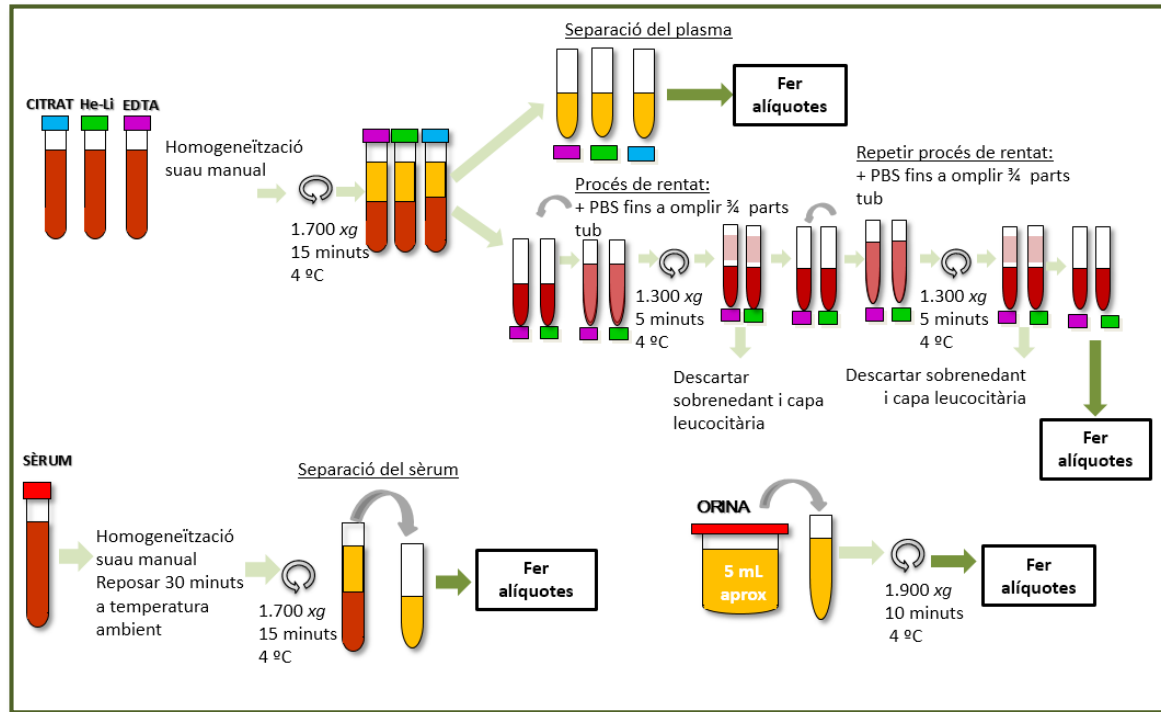 Separació del plasma
Fer
alíquotes
CITRAT He-Li EDTA
Homogeneïtzació
suau manual
1.700 xg
15 minuts
4 ºC
Procés de rentat:
+ PBS fins a omplir ¾ parts
tub
1.300 xg
5 minuts
4 ºC
Descartar
sobrenedant i capa
leucocitària
Repetir procés de rentat:
+ PBS fins a omplir ¾ parts
tub
1.300 xg
5 minuts
4 ºC
Descartar sobrenedant
i capa leucocitària
Fer
alíquotes
SÈRUM
Homogeneïtzació
suau manual
Reposar 30 minuts
a temperatura
ambient
1.700 xg
15 minuts
4 ºC
Separació del sèrum
Fer
alíquotes
ORINA
5 mL
aprox
1.900 xg
10 minuts
4 ºC
Fer
alíquotes